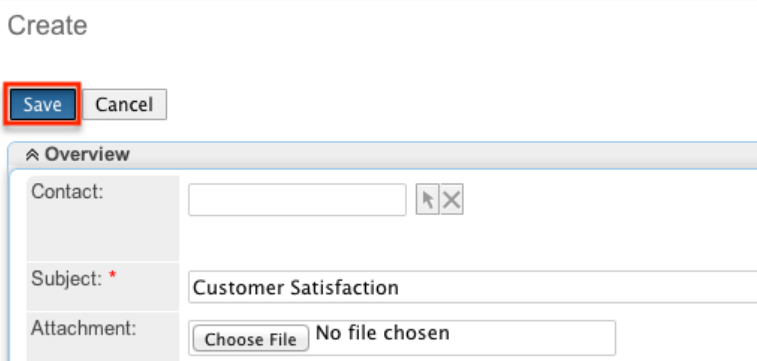 Create
Save Cancel
Overview
Contact:
Subject: * Customer Satisfaction
Attachment: Choose File No file chosen